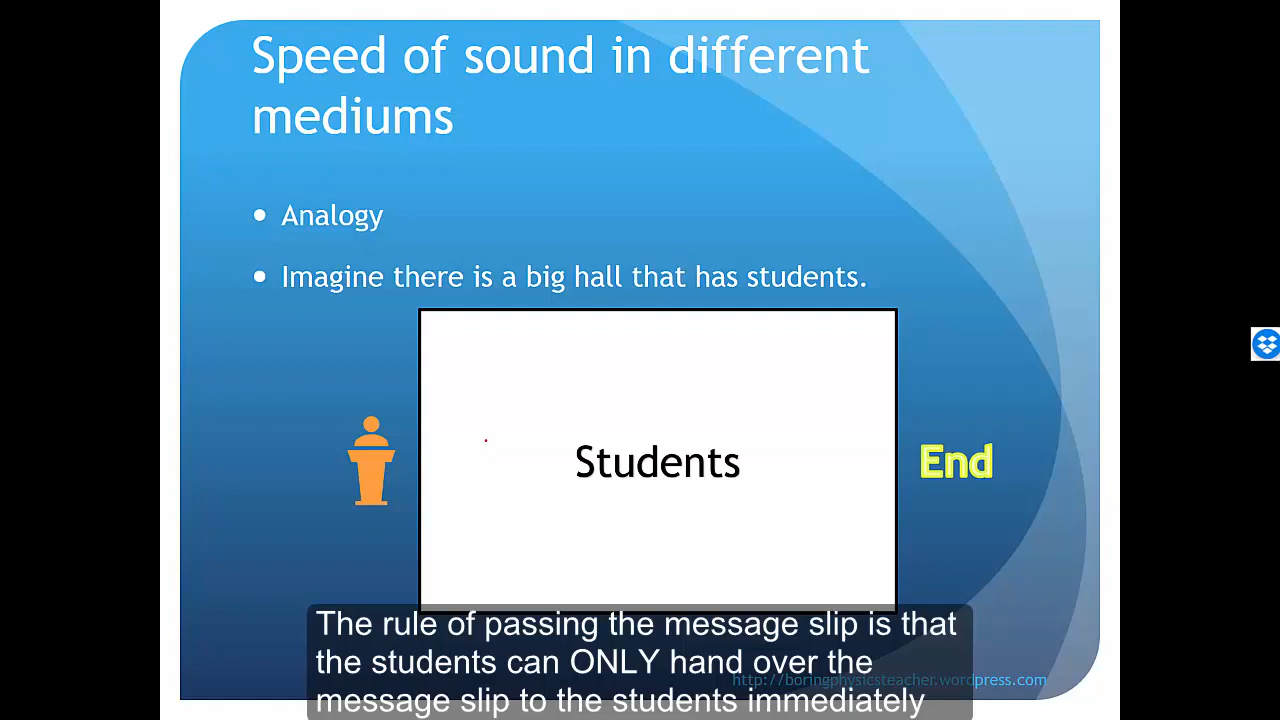 Speed of sound in different
mediums
Analogy
Imagine there is a big hall that has students.
Students
End
The rule of passing the message slip is that
the students can ONLY hand over the
message slip to the students immediately
http://boringphysicsteacher.wordpress.com